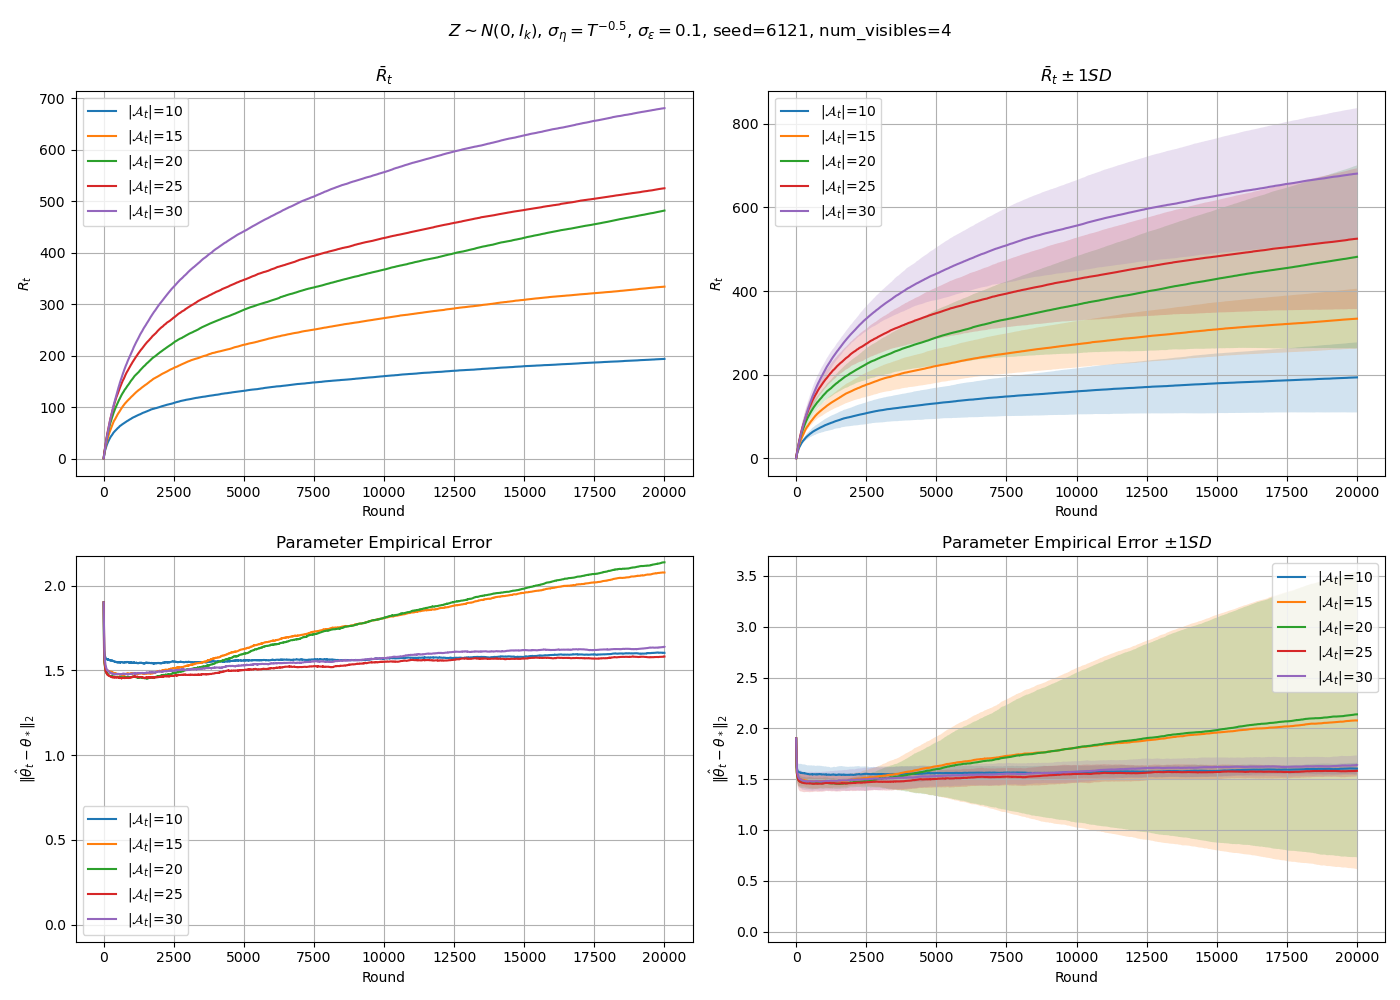 Z ∼ N(0, I_k), σ_η = T^{−0.5}, σ_ε = 0.1, seed=6121, num_visibles=4
R̄_t
R_t
700
600
500
400
300
200
100
0
|𝒜_t|=10
|𝒜_t|=15
|𝒜_t|=20
|𝒜_t|=25
|𝒜_t|=30
0 2500 5000 7500 10000 12500 15000 17500 20000
Round
R̄_t ± 1SD
R_t
800
600
400
200
0
|𝒜_t|=10
|𝒜_t|=15
|𝒜_t|=20
|𝒜_t|=25
|𝒜_t|=30
0 2500 5000 7500 10000 12500 15000 17500 20000
Round
Parameter Empirical Error
‖θ̂_t − θ_*‖_2
2.0
1.5
1.0
0.5
0.0
|𝒜_t|=10
|𝒜_t|=15
|𝒜_t|=20
|𝒜_t|=25
|𝒜_t|=30
0 2500 5000 7500 10000 12500 15000 17500 20000
Round
Parameter Empirical Error ±1SD
‖θ̂_t − θ_*‖_2
3.5
3.0
2.5
2.0
1.5
1.0
0.5
0.0
|𝒜_t|=10
|𝒜_t|=15
|𝒜_t|=20
|𝒜_t|=25
|𝒜_t|=30
0 2500 5000 7500 10000 12500 15000 17500 20000
Round